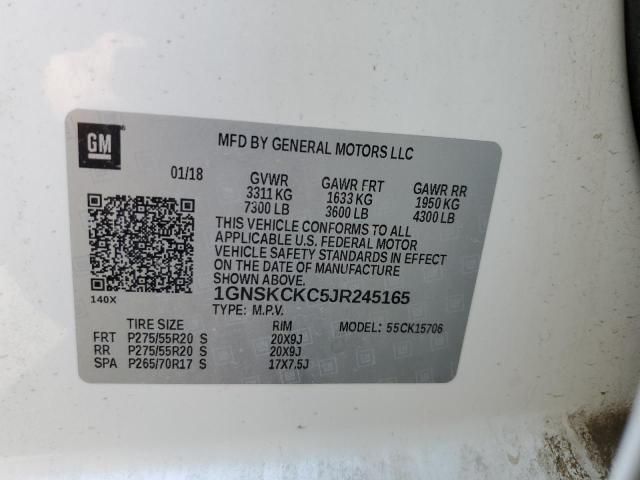 GM
MFD BY GENERAL MOTORS LLC
01/18
GVWR GAWR FRT GAWR RR
3311 KG 1633 KG 1950 KG
7300 LB 3600 LB 4300 LB
THIS VEHICLE CONFORMS TO ALL
APPLICABLE U.S. FEDERAL MOTOR
VEHICLE SAFETY STANDARDS IN EFFECT
ON THE DATE OF MANUFACTURE
SHOWN ABOVE.
140X
1GNSKCKC5JR245165
TYPE: M.P.V.
TIRE SIZE RIM MODEL: 55CK15706
FRT P275/55R20 S 20X9J
RR P275/55R20 S 20X9J
SPA P265/70R17 S 17X7.5J